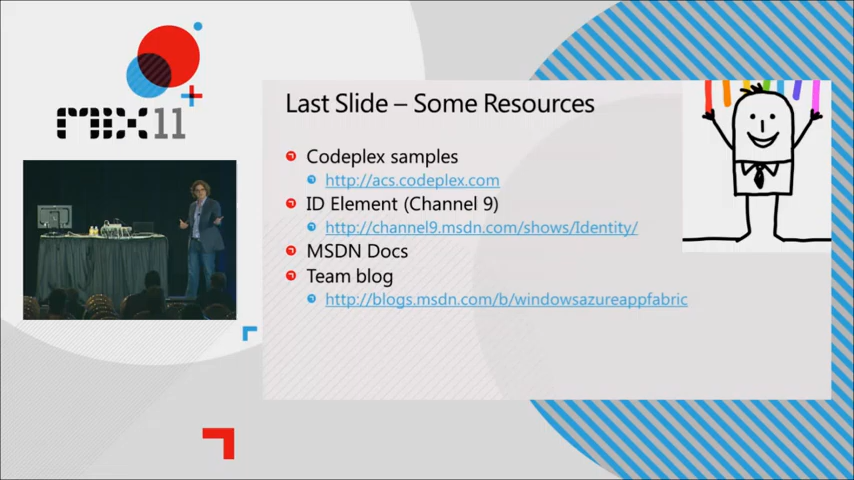 MIX11
Last Slide – Some Resources
Codeplex samples
http://acs.codeplex.com
ID Element (Channel 9)
http://channel9.msdn.com/shows/Identity/
MSDN Docs
Team blog
http://blogs.msdn.com/b/windowsazureappfabric